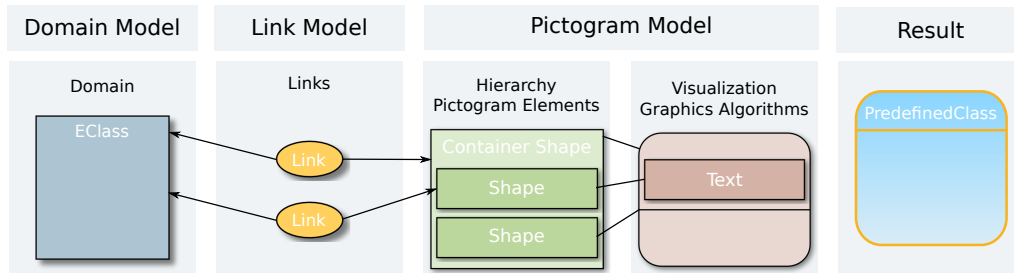 Domain Model
Link Model
Pictogram Model
Result
Domain
Links
Hierarchy
Pictogram Elements
Visualization
Graphics Algorithms
EClass
Link
Link
Container Shape
Shape
Shape
Text
PredefinedClass